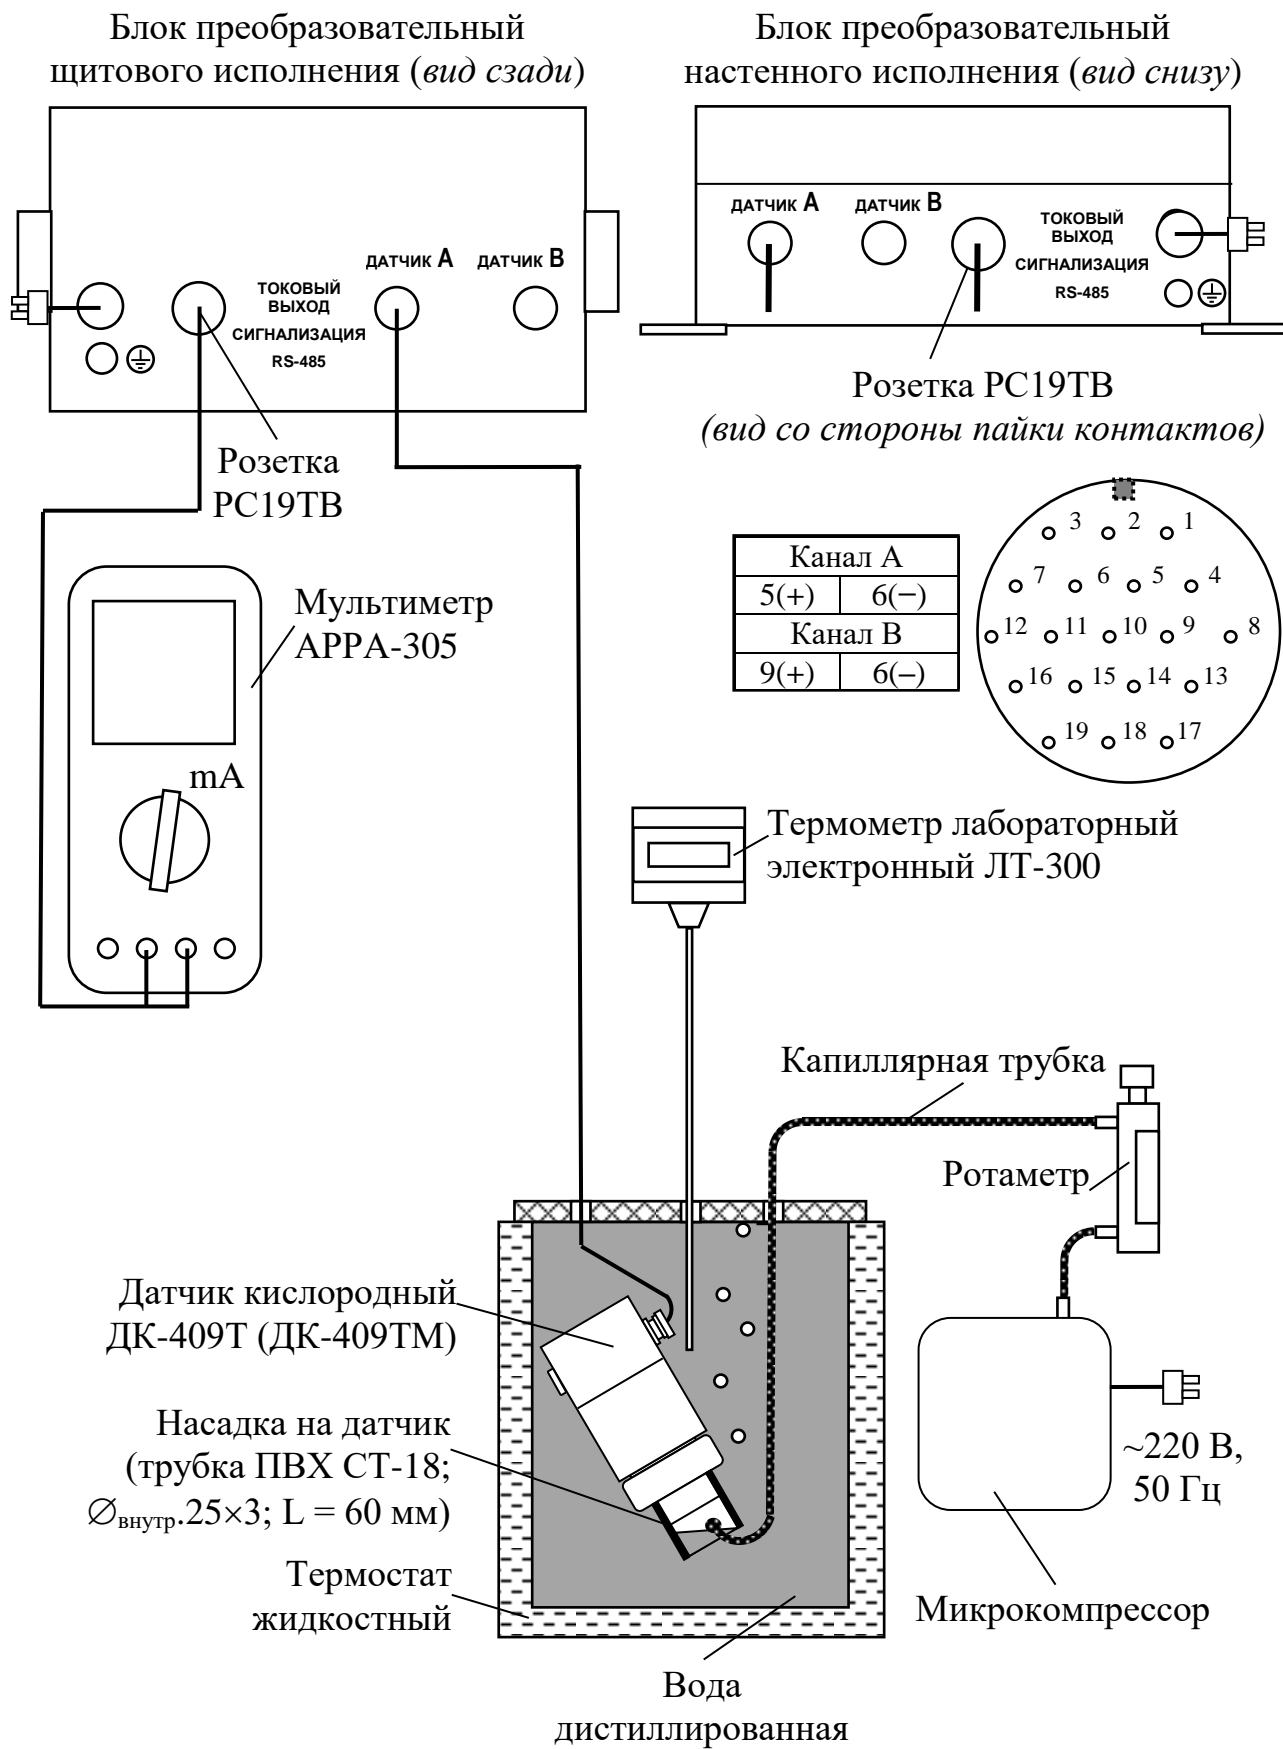 Блок преобразовательный
щитового исполнения (вид сзади)
Блок преобразовательный
настенного исполнения (вид снизу)
ДАТЧИК A
ДАТЧИК B
ТОКОВЫЙ
ВЫХОД
СИГНАЛИЗАЦИЯ
RS-485
ДАТЧИК A
ДАТЧИК B
ТОКОВЫЙ
ВЫХОД
СИГНАЛИЗАЦИЯ
RS-485
Розетка
РС19ТВ
Розетка РС19ТВ
(вид со стороны пайки контактов)
Канал А
5(+) 6(−)
Канал В
9(+) 6(–)
3 2 1
7 6 5 4
12 11 10 9 8
16 15 14 13
19 18 17
Мультиметр
АРРА-305
mA
Термометр лабораторный
электронный ЛТ-300
Капиллярная трубка
Ротаметр
Датчик кислородный
ДК-409Т (ДК-409ТМ)
Насадка на датчик
(трубка ПВХ СТ-18;
∅внутр.25×3; L = 60 мм)
~220 В,
50 Гц
Термостат
жидкостный
Микрокомпрессор
Вода
дистиллированная